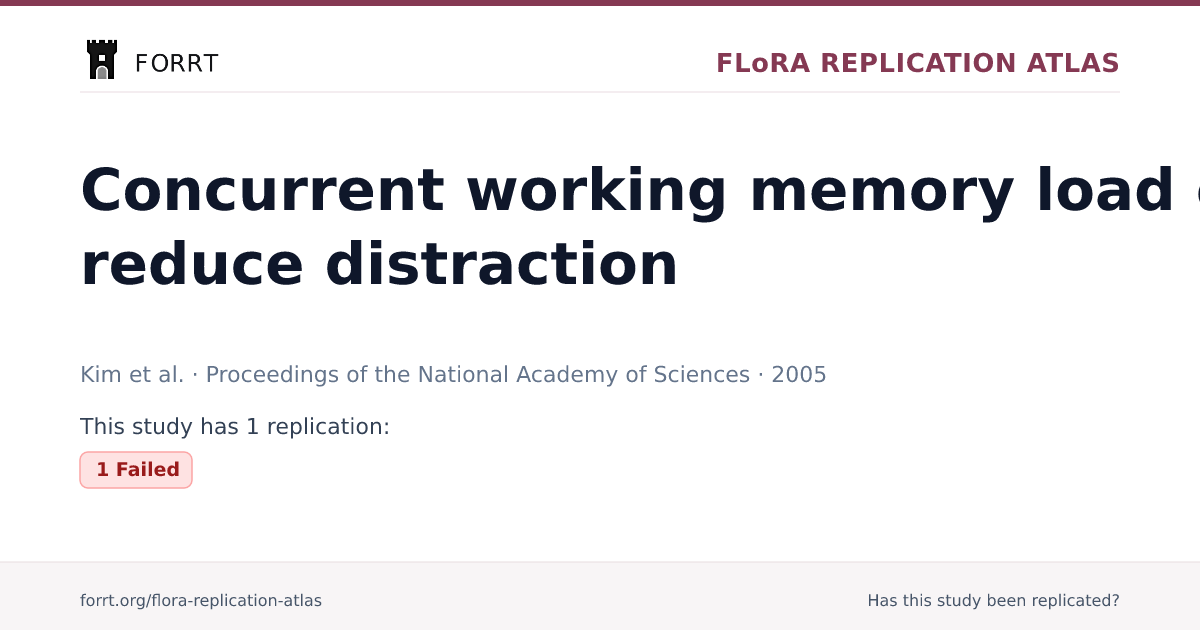 FORRT
FLoRA REPLICATION ATLAS
Concurrent working memory load
reduce distraction
Kim et al. · Proceedings of the National Academy of Sciences · 2005
This study has 1 replication:
1 Failed
forrt.org/flora-replication-atlas
Has this study been replicated?